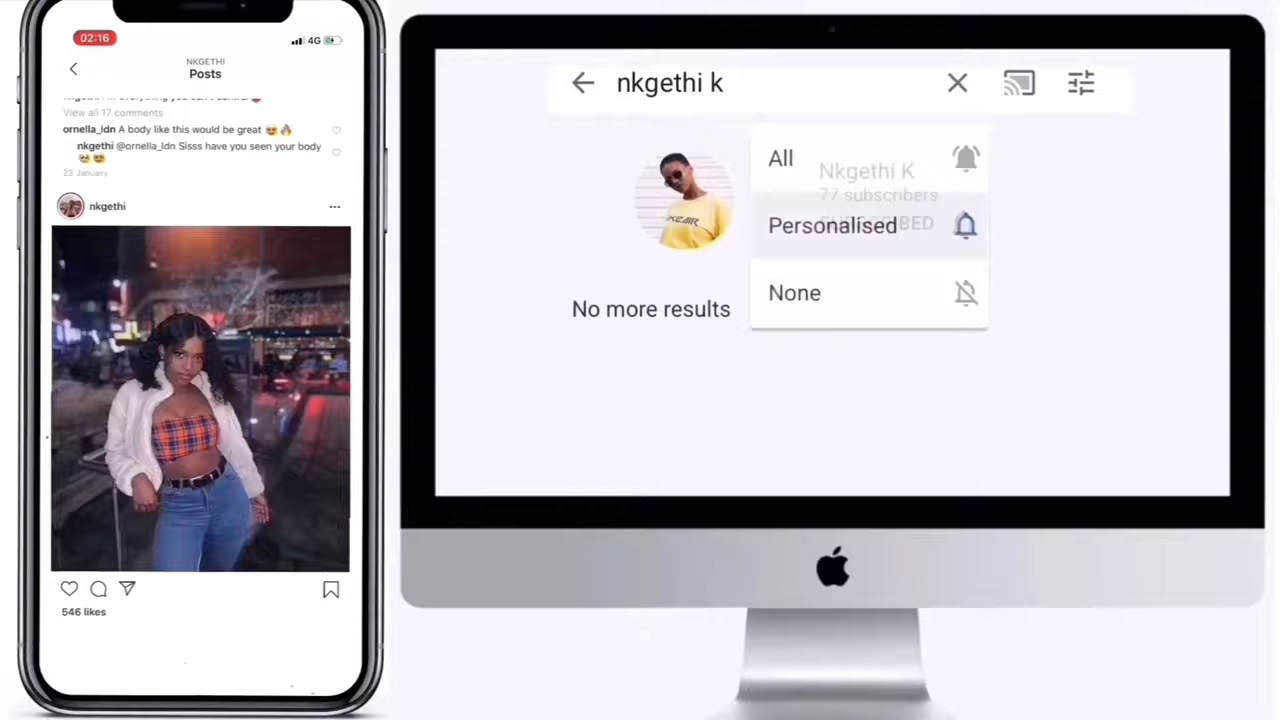 02:16
4G
NKGETHI
Posts
View all 17 comments
ornella_ldn A body like this would be great
nkgethi @ornella_ldn Sisss have you seen your body
23 January
nkgethi
546 likes
nkgethi k
All
Nkgethi K
77 subscribers
Personalised
SUBSCRIBED
None
No more results